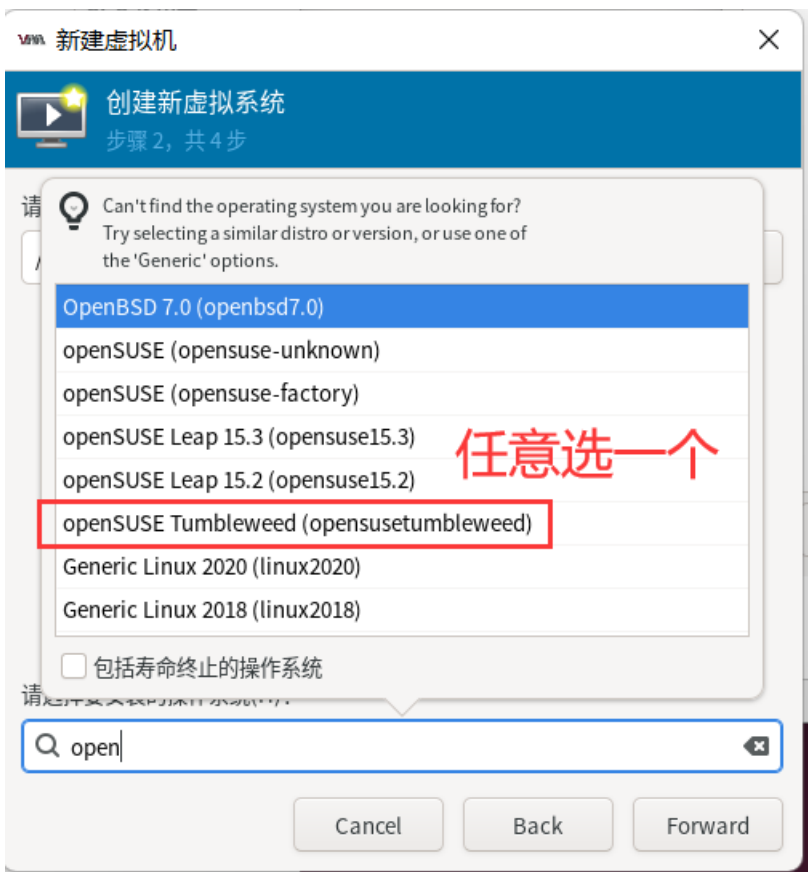 新建虚拟机
创建新虚拟系统
步骤 2，共 4 步
请
Can't find the operating system you are looking for?
Try selecting a similar distro or version, or use one of
the 'Generic' options.
OpenBSD 7.0 (openbsd7.0)
openSUSE (opensuse-unknown)
openSUSE (opensuse-factory)
openSUSE Leap 15.3 (opensuse15.3)
任意选一个
openSUSE Leap 15.2 (opensuse15.2)
openSUSE Tumbleweed (opensusetumbleweed)
Generic Linux 2020 (linux2020)
Generic Linux 2018 (linux2018)
包括寿命终止的操作系统
open
Cancel
Back
Forward